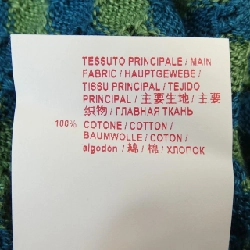 TESSUTO PRINCIPALE / MAIN
FABRIC / HAUPTGEWEBE /
TISSU PRINCIPAL / TEJIDO
PRINCIPAL / 主要生地 / 主要
织物 / ГЛАВНАЯ ТКАНЬ
100% COTONE / COTTON /
BAUMWOLLE / COTON /
algodon / 綿 / 棉 / ХЛОПОК